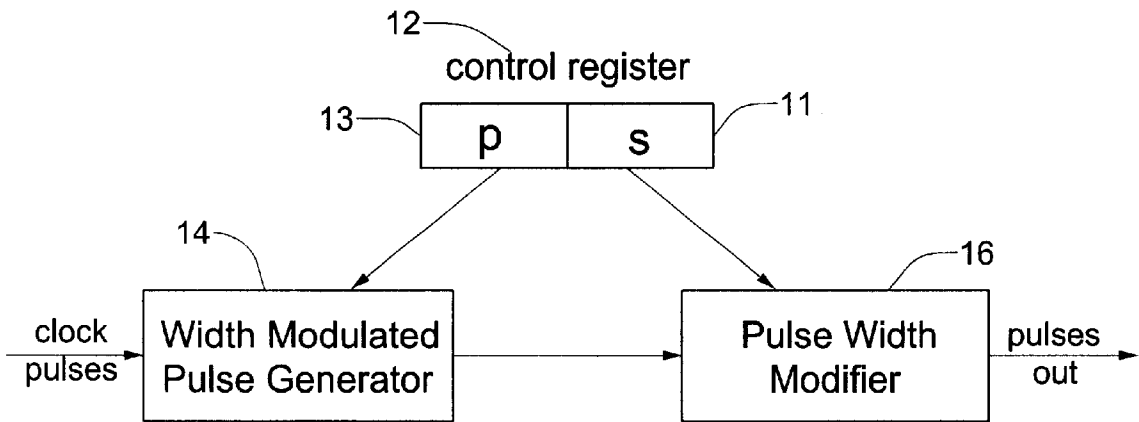 12
control register
13
p
s
11
14
16
clock
pulses
Width Modulated
Pulse Generator
Pulse Width
Modifier
pulses
out